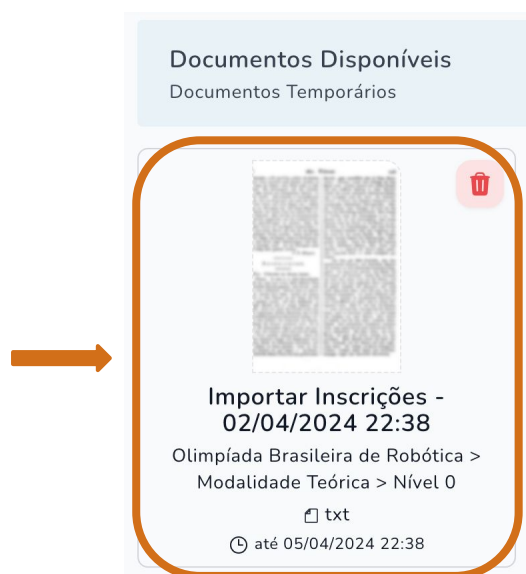 Documentos Disponíveis
Documentos Temporários
Importar Inscrições -
02/04/2024 22:38
Olimpíada Brasileira de Robótica >
Modalidade Teórica > Nível 0
txt
até 05/04/2024 22:38